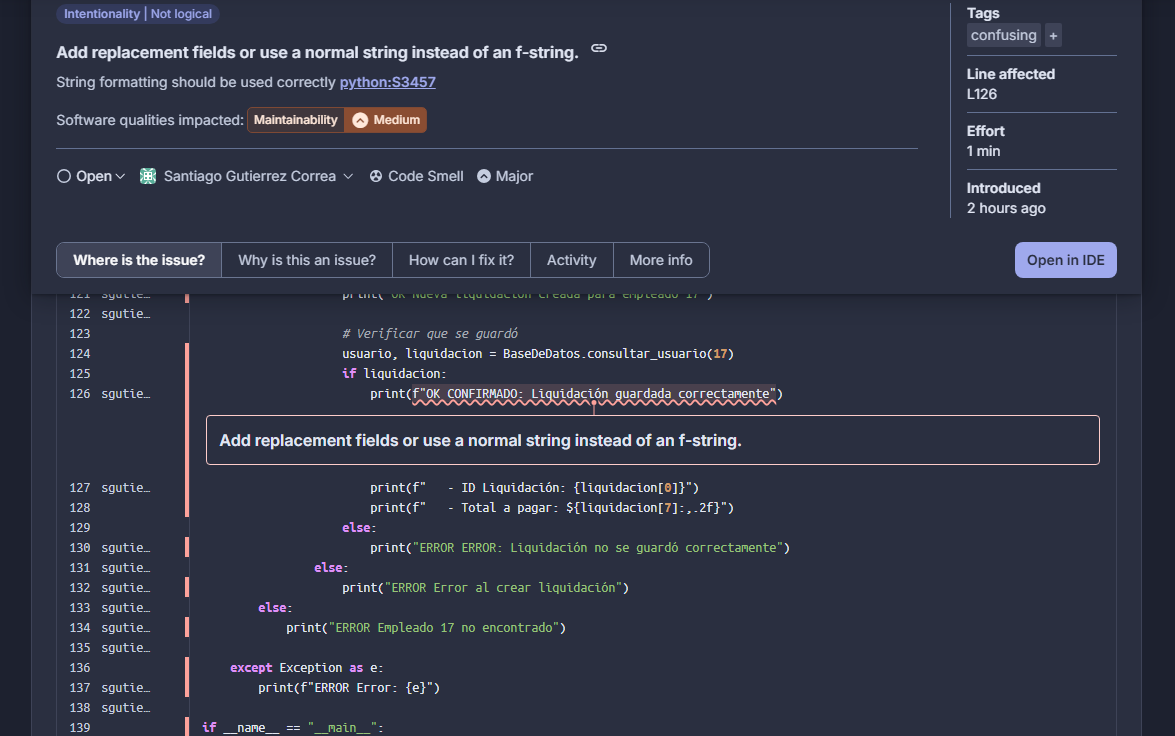 Intentionality | Not logical
Add replacement fields or use a normal string instead of an f-string.
String formatting should be used correctly python:S3457
Software qualities impacted: Maintainability Medium
Open Santiago Gutierrez Correa Code Smell Major
Tags
confusing +
Line affected
L126
Effort
1 min
Introduced
2 hours ago
Where is the issue? Why is this an issue? How can I fix it? Activity More info
Open in IDE
121 sgutie… print("OK Nueva liquidación creada para empleado 17")
122 sgutie…
123 # Verificar que se guardó
124 usuario, liquidacion = BaseDeDatos.consultar_usuario(17)
125 if liquidacion:
126 sgutie… print(f"OK CONFIRMADO: Liquidación guardada correctamente")
Add replacement fields or use a normal string instead of an f-string.
127 sgutie… print(f"   - ID Liquidación: {liquidacion[0]}")
128 print(f"   - Total a pagar: ${liquidacion[7]:,.2f}")
129 else:
130 sgutie… print("ERROR ERROR: Liquidación no se guardó correctamente")
131 sgutie… else:
132 sgutie… print("ERROR Error al crear liquidación")
133 sgutie… else:
134 sgutie… print("ERROR Empleado 17 no encontrado")
135 sgutie…
136 except Exception as e:
137 sgutie… print(f"ERROR Error: {e}")
138 sgutie…
139 if __name__ == "__main__":